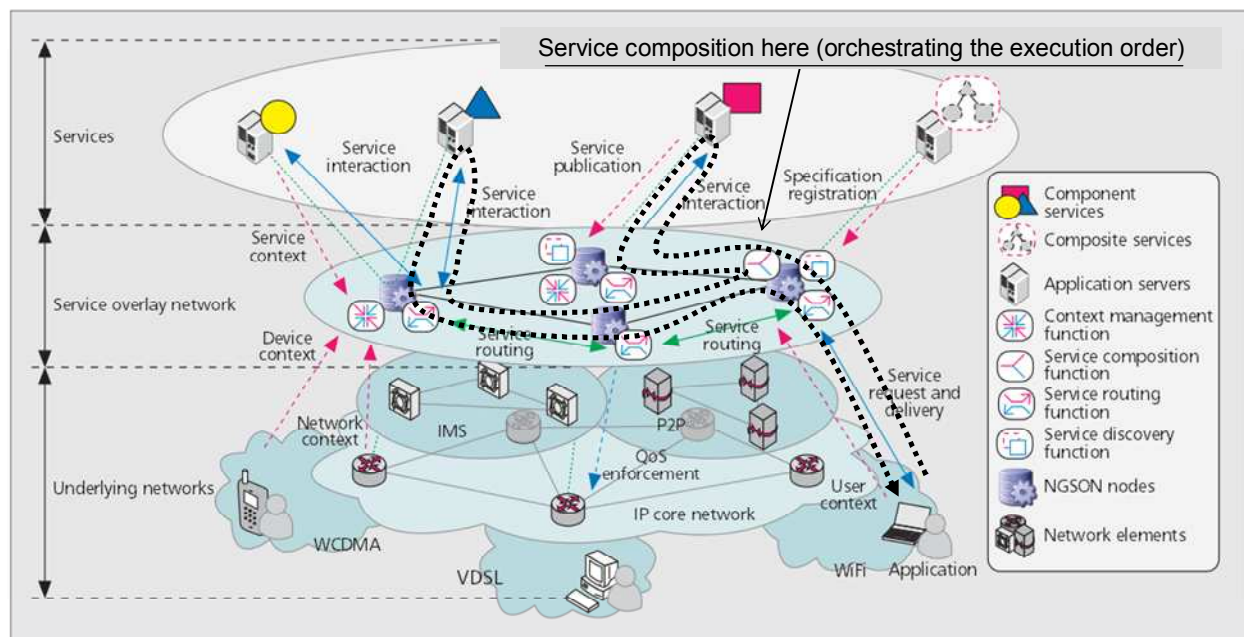 Service composition here (orchestrating the execution order)
Services
Service
interaction
Service
interaction
Service
publication
Service
interaction
Specification
registration
Service
context
Service overlay network
Device
context
Service
routing
Service
routing
Service
request and
delivery
Network
context
IMS
P2P
QoS
enforcement
User
context
Underlying networks
IP core network
WCDMA
VDSL
WiFi
Application
Component
services
Composite services
Application servers
Context management
function
Service composition
function
Service routing
function
Service discovery
function
NGSON nodes
Network elements